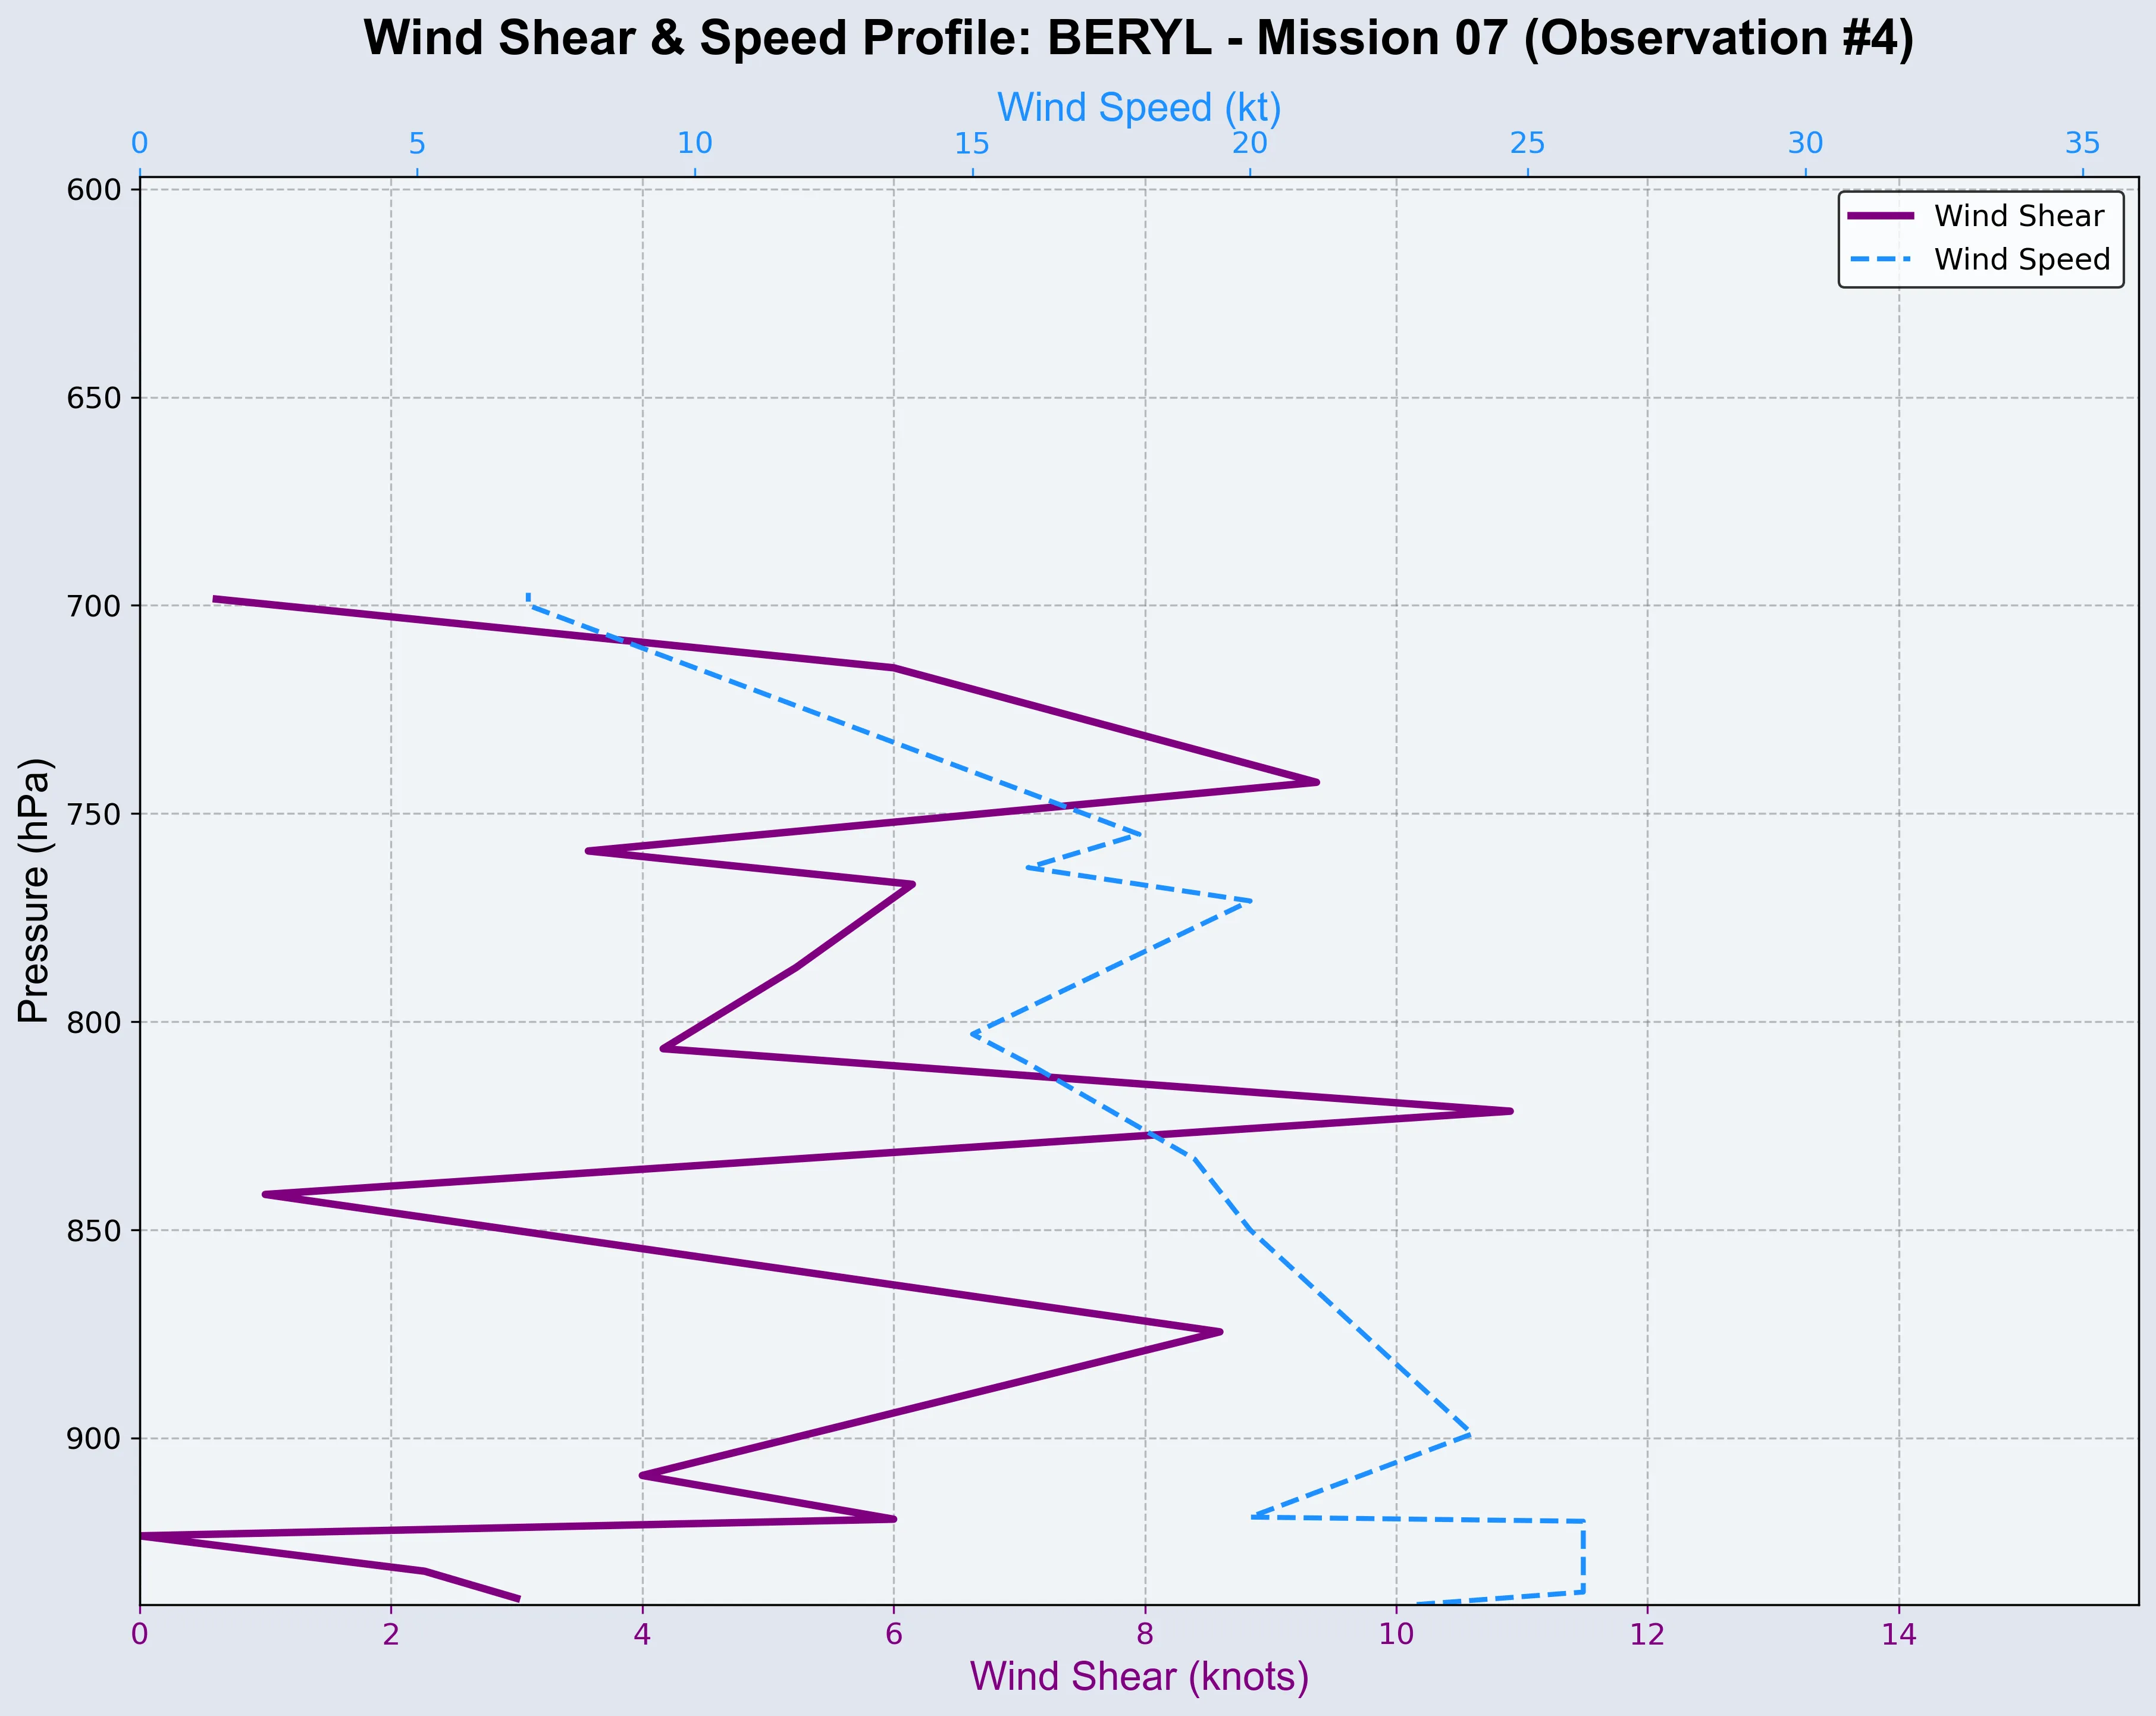 Wind Shear & Speed Profile: BERYL - Mission 07 (Observation #4)
Wind Speed (kt)
0 5 10 15 20 25 30 35
Wind Shear
Wind Speed
600
650
700
750
800
850
900
Pressure (hPa)
0 2 4 6 8 10 12 14
Wind Shear (knots)